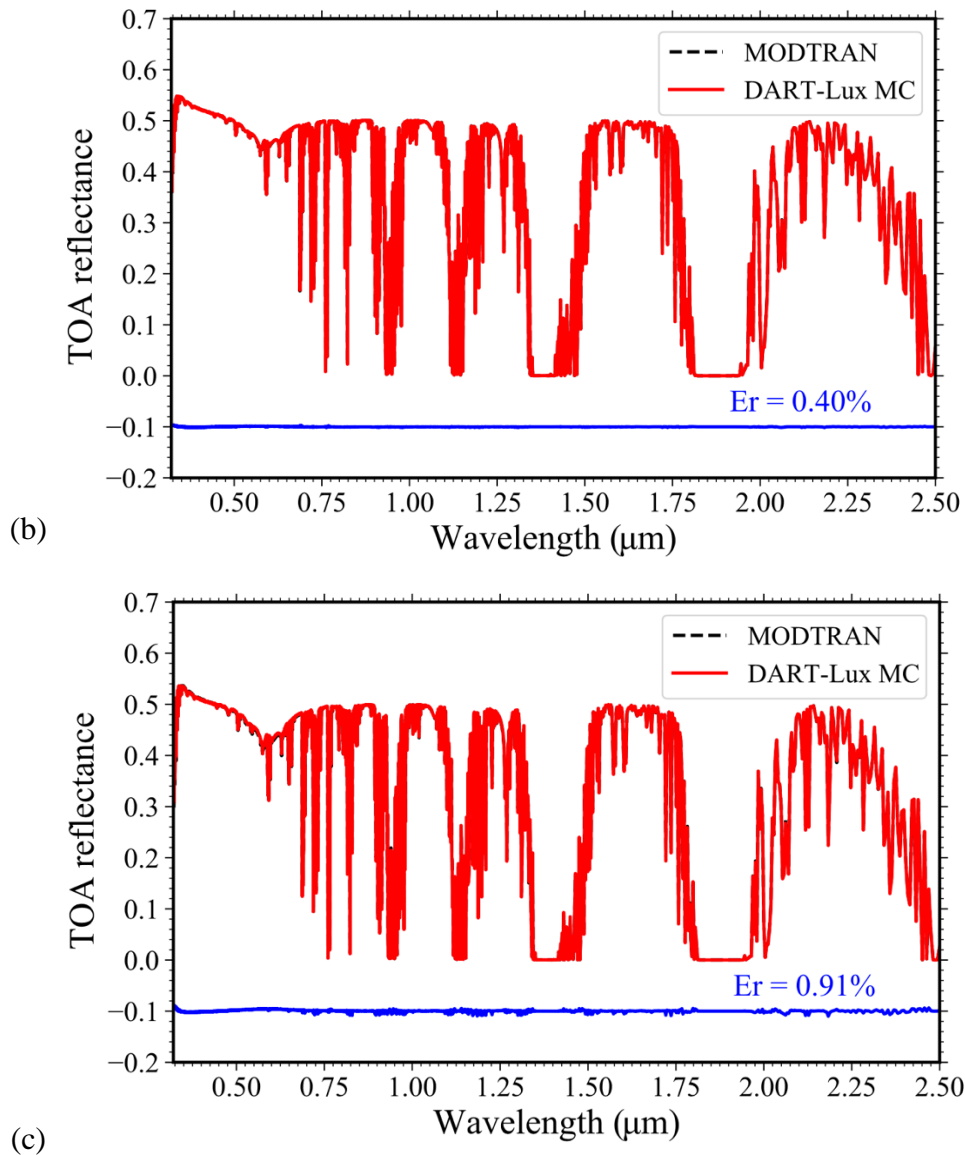 0.7
0.6
0.5
0.4
0.3
0.2
0.1
0.0
−0.1
−0.2
TOA reflectance
MODTRAN
DART-Lux MC
Er = 0.40%
0.50 0.75 1.00 1.25 1.50 1.75 2.00 2.25 2.50
Wavelength (μm)
(b)
0.7
0.6
0.5
0.4
0.3
0.2
0.1
0.0
−0.1
−0.2
TOA reflectance
MODTRAN
DART-Lux MC
Er = 0.91%
0.50 0.75 1.00 1.25 1.50 1.75 2.00 2.25 2.50
Wavelength (μm)
(c)